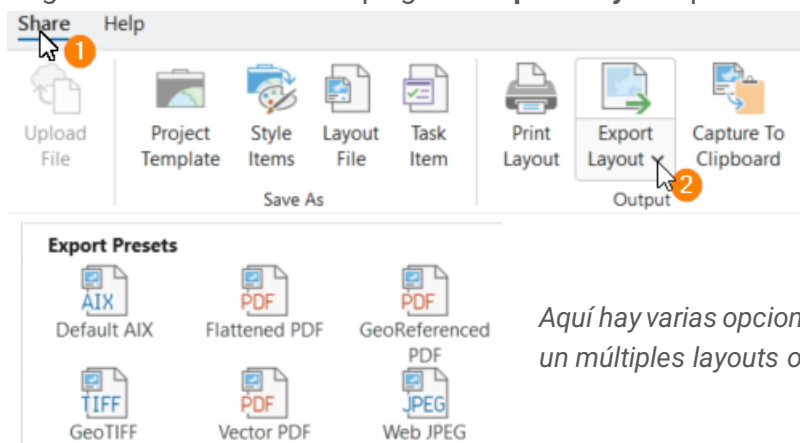 Share Help
1
Upload Project Style Layout Task Print Export Capture To
File Template Items File Item Layout Layout Clipboard
2
Save As Output
Export Presets
AIX PDF PDF
Default AIX Flattened PDF GeoReferenced
PDF
Aquí hay varias opcion
un múltiples layouts o
TIFF PDF JPEG
GeoTIFF Vector PDF Web JPEG